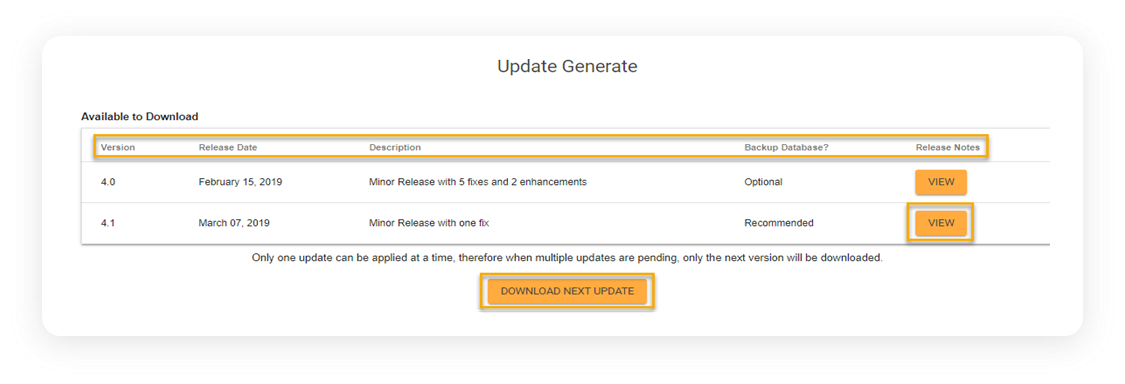 Update Generate
Available to Download
Version Release Date Description Backup Database? Release Notes
4.0 February 15, 2019 Minor Release with 5 fixes and 2 enhancements Optional VIEW
4.1 March 07, 2019 Minor Release with one fix Recommended VIEW
Only one update can be applied at a time, therefore when multiple updates are pending, only the next version will be downloaded.
DOWNLOAD NEXT UPDATE